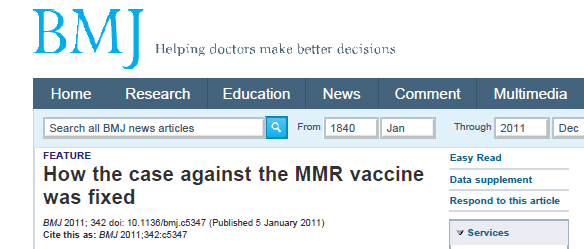 BMJ Helping doctors make better decisions
Home Research Education News Comment Multimedia
Search all BMJ news articles From 1840 Jan Through 2011 Dec
FEATURE
How the case against the MMR vaccine
was fixed
BMJ 2011; 342 doi: 10.1136/bmj.c5347 (Published 5 January 2011)
Cite this as: BMJ 2011;342:c5347
Easy Read
Data supplement
Respond to this article
Services